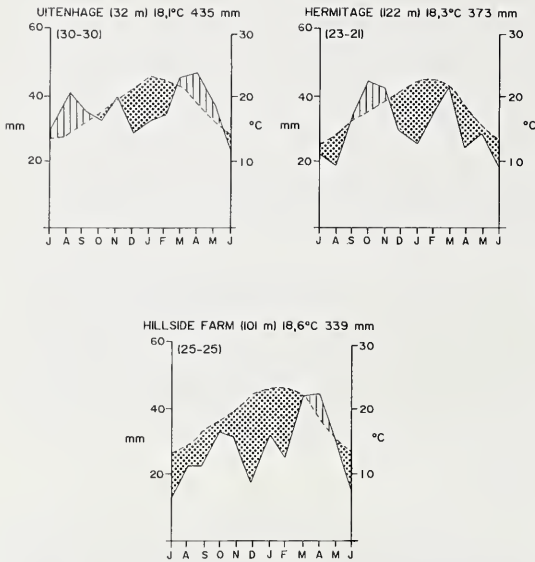 UITENHAGE (32 m) 18,1°C 435 mm
(30-30)
60
40
mm
20
30
20
°C
10
J A S O N D J F M A M J
HERMITAGE (122 m) 18,3°C 373 mm
(23-21)
60
40
mm
20
30
20
°C
10
J A S O N D J F M A M J
HILLSIDE FARM (101 m) 18,6°C 339 mm
(25-25)
60
40
mm
20
30
20
°C
10
J A S O N D J F M A M J